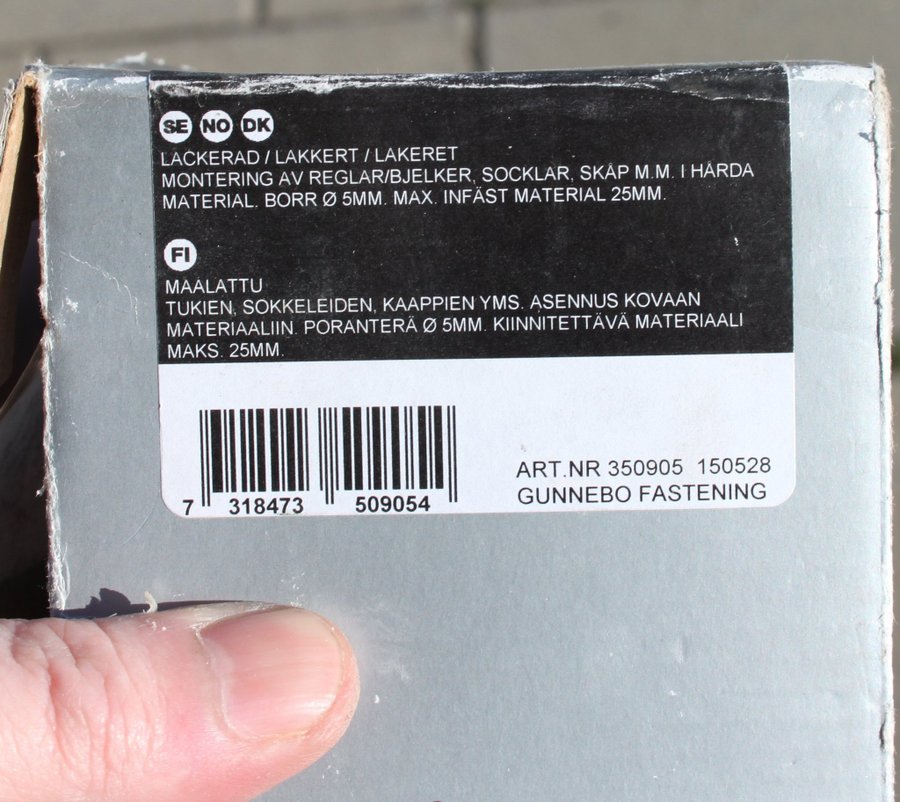 SE NO DK
LACKERAD / LAKKERT / LAKERET
MONTERING AV REGLAR/BJELKER, SOCKLAR, SKÅP M.M. I HÅRDA
MATERIAL. BORR Ø 5MM. MAX. INFÄST MATERIAL 25MM.
FI
MAALATTU
TUKIEN, SOKKELEIDEN, KAAPPIEN YMS. ASENNUS KOVAAN
MATERIAALIIN. PORANTERÄ Ø 5MM. KIINNITETTÄVÄ MATERIAALI
MAKS. 25MM.
ART.NR 350905 150528
GUNNEBO FASTENING
7 318473 509054